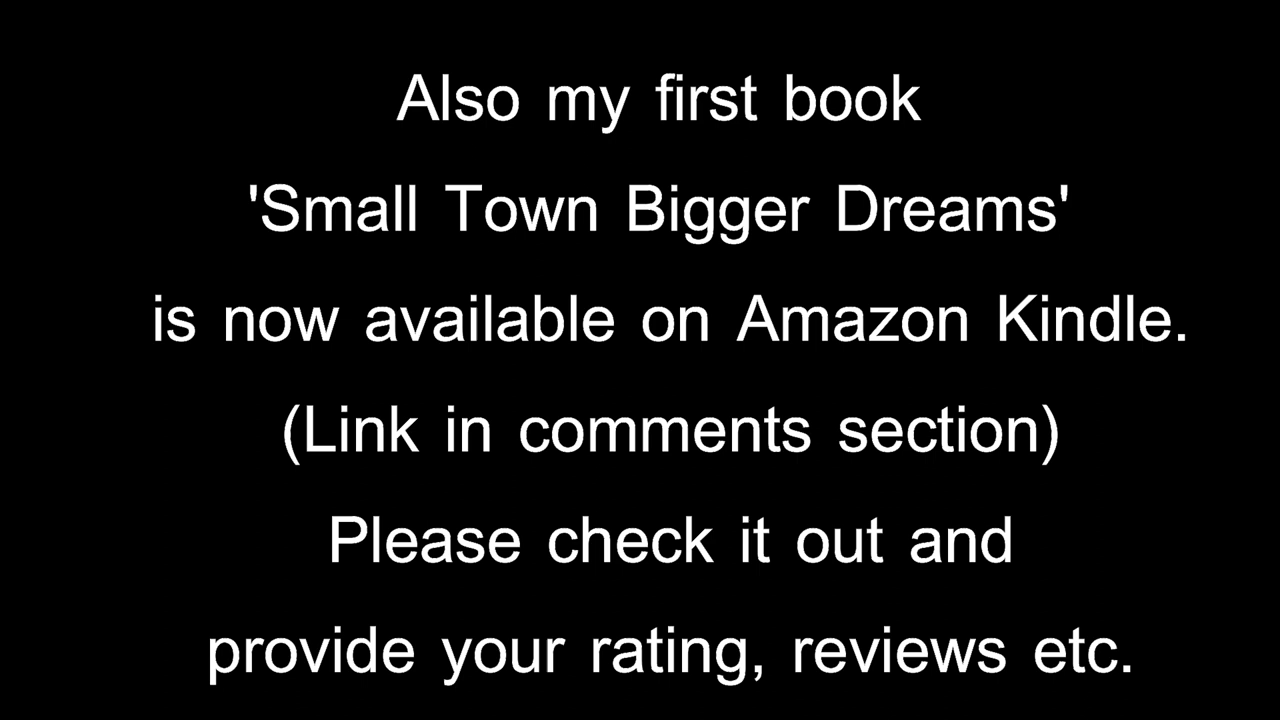 Also my first book
'Small Town Bigger Dreams'
is now available on Amazon Kindle.
(Link in comments section)
Please check it out and
provide your rating, reviews etc.